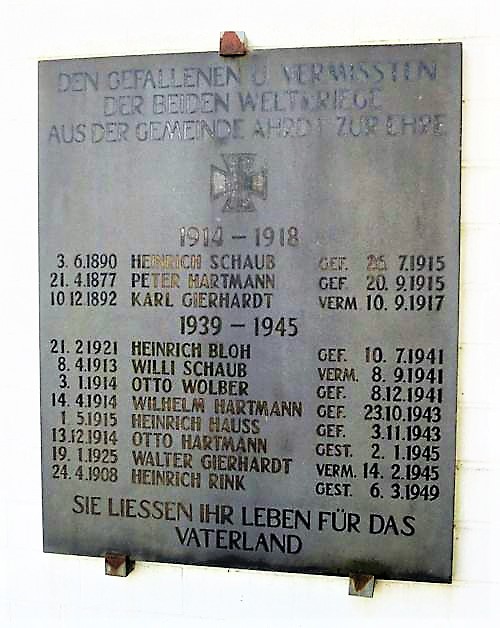 DEN GEFALLENEN U. VERMISSTEN
DER BEIDEN WELTKRIEGE
AUS DER GEMEINDE AHRDT ZUR EHRE
1914 – 1918
3. 6.1890 HEINRICH SCHAUB GEF. 26. 7.1915
21. 4.1877 PETER HARTMANN GEF. 20. 9.1915
10.12.1892 KARL GIERHARDT VERM. 10. 9.1917
1939 – 1945
21. 2.1921 HEINRICH BLOH GEF. 10. 7.1941
8. 4.1913 WILLI SCHAUB VERM. 8. 9.1941
3. 1.1914 OTTO WOLBER GEF. 8.12.1941
14. 4.1914 WILHELM HARTMANN GEF. 23.10.1943
1. 5.1915 HEINRICH HAUSS GEF. 3.11.1943
13.12.1914 OTTO HARTMANN GEST. 2. 1.1945
19. 1.1925 WALTER GIERHARDT VERM. 14. 2.1945
24. 4.1908 HEINRICH RINK GEST. 6. 3.1949
SIE LIESSEN IHR LEBEN FÜR DAS
VATERLAND